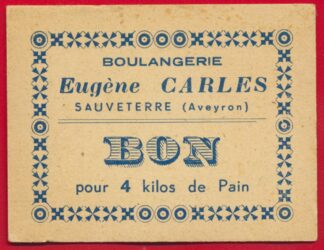 BOULANGERIE
Eugène CARLES
SAUVETERRE (Aveyron)
BON
pour 4 kilos de Pain